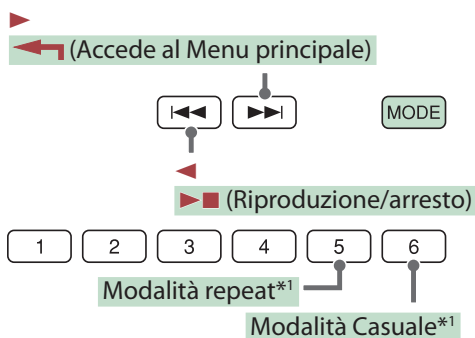 (Accede al Menu principale)
MODE
(Riproduzione/arresto)
1 2 3 4 5 6
Modalità repeat*1
Modalità Casuale*1